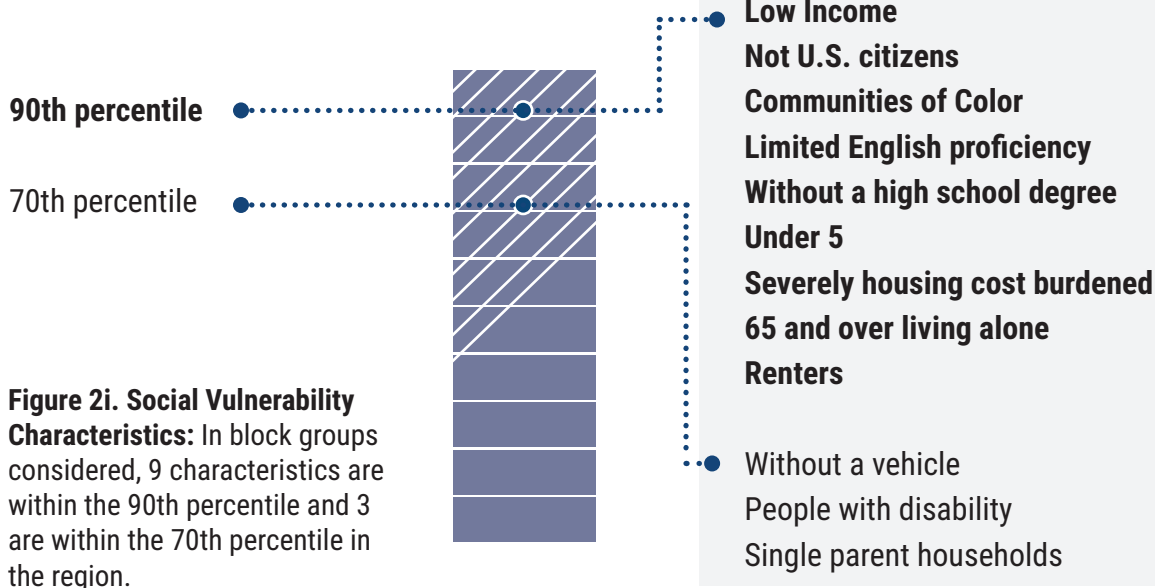 90th percentile
70th percentile
Figure 2i. Social Vulnerability
Characteristics: In block groups
considered, 9 characteristics are
within the 90th percentile and 3
are within the 70th percentile in
the region.
Low Income
Not U.S. citizens
Communities of Color
Limited English proficiency
Without a high school degree
Under 5
Severely housing cost burdened
65 and over living alone
Renters
Without a vehicle
People with disability
Single parent households